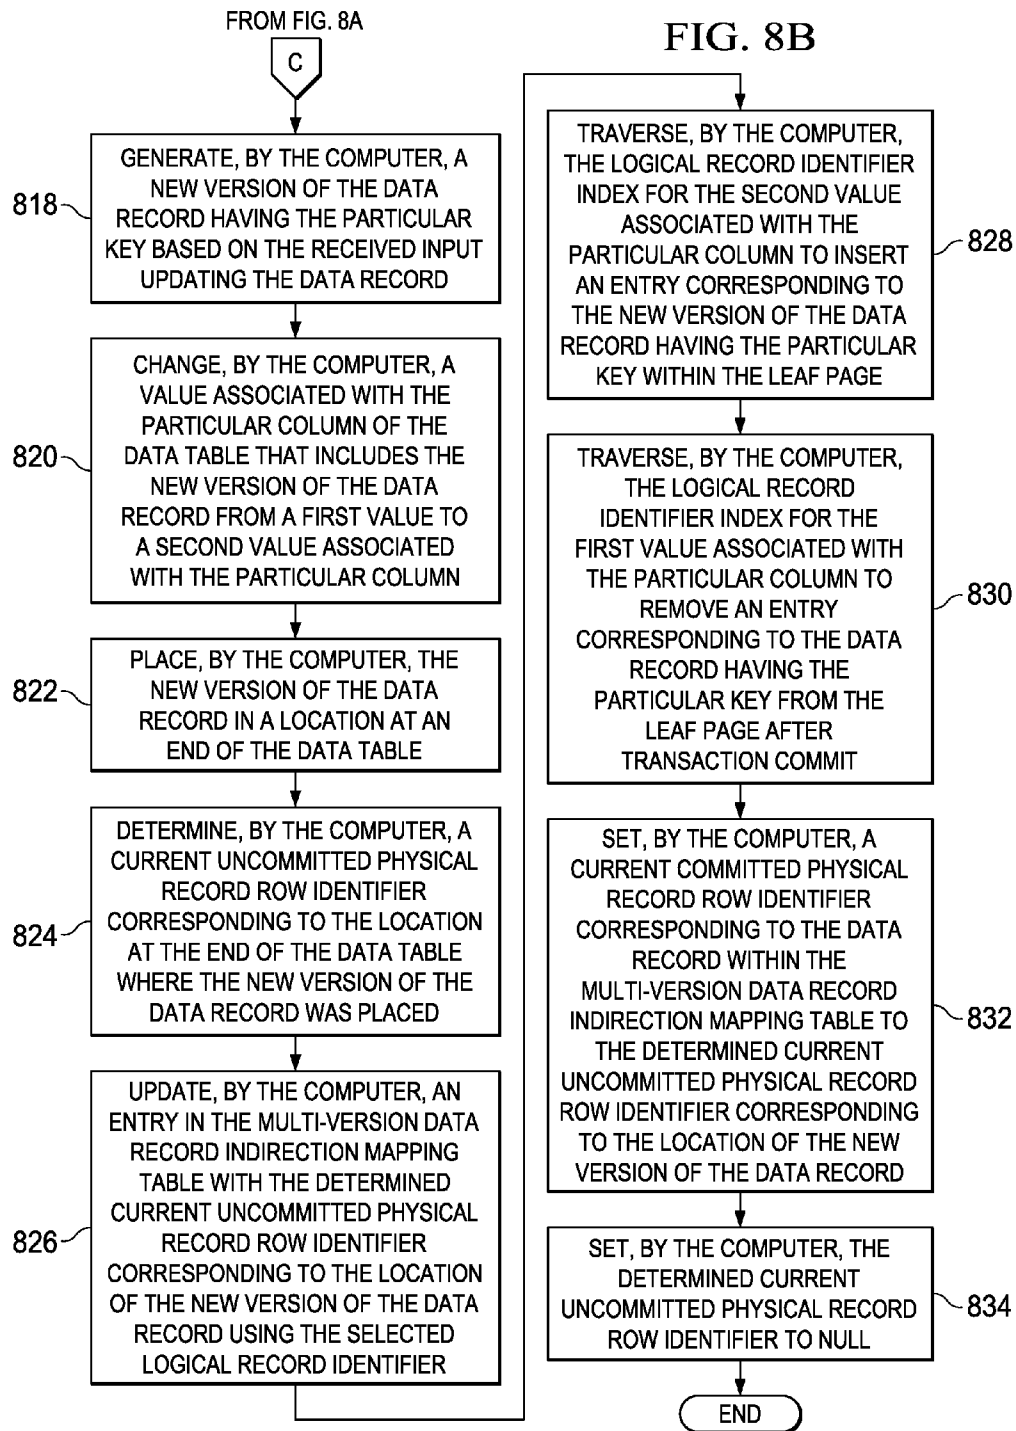 FROM FIG. 8A
C
FIG. 8B
818
GENERATE, BY THE COMPUTER, A
NEW VERSION OF THE DATA
RECORD HAVING THE PARTICULAR
KEY BASED ON THE RECEIVED INPUT
UPDATING THE DATA RECORD
820
CHANGE, BY THE COMPUTER, A
VALUE ASSOCIATED WITH THE
PARTICULAR COLUMN OF THE
DATA TABLE THAT INCLUDES THE
NEW VERSION OF THE DATA
RECORD FROM A FIRST VALUE TO
A SECOND VALUE ASSOCIATED
WITH THE PARTICULAR COLUMN
822
PLACE, BY THE COMPUTER, THE
NEW VERSION OF THE DATA
RECORD IN A LOCATION AT AN
END OF THE DATA TABLE
824
DETERMINE, BY THE COMPUTER, A
CURRENT UNCOMMITTED PHYSICAL
RECORD ROW IDENTIFIER
CORRESPONDING TO THE LOCATION
AT THE END OF THE DATA TABLE
WHERE THE NEW VERSION OF THE
DATA RECORD WAS PLACED
826
UPDATE, BY THE COMPUTER, AN
ENTRY IN THE MULTI-VERSION DATA
RECORD INDIRECTION MAPPING
TABLE WITH THE DETERMINED
CURRENT UNCOMMITTED PHYSICAL
RECORD ROW IDENTIFIER
CORRESPONDING TO THE LOCATION
OF THE NEW VERSION OF THE DATA
RECORD USING THE SELECTED
LOGICAL RECORD IDENTIFIER
TRAVERSE, BY THE COMPUTER,
THE LOGICAL RECORD IDENTIFIER
INDEX FOR THE SECOND VALUE
ASSOCIATED WITH THE
PARTICULAR COLUMN TO INSERT
AN ENTRY CORRESPONDING TO
THE NEW VERSION OF THE DATA
RECORD HAVING THE PARTICULAR
KEY WITHIN THE LEAF PAGE
828
TRAVERSE, BY THE COMPUTER,
THE LOGICAL RECORD
IDENTIFIER INDEX FOR THE
FIRST VALUE ASSOCIATED WITH
THE PARTICULAR COLUMN TO
REMOVE AN ENTRY
CORRESPONDING TO THE DATA
RECORD HAVING THE
PARTICULAR KEY FROM THE
LEAF PAGE AFTER
TRANSACTION COMMIT
830
SET, BY THE COMPUTER, A
CURRENT COMMITTED PHYSICAL
RECORD ROW IDENTIFIER
CORRESPONDING TO THE DATA
RECORD WITHIN THE
MULTI-VERSION DATA RECORD
INDIRECTION MAPPING TABLE TO
THE DETERMINED CURRENT
UNCOMMITTED PHYSICAL RECORD
ROW IDENTIFIER CORRESPONDING
TO THE LOCATION OF THE NEW
VERSION OF THE DATA RECORD
832
SET, BY THE COMPUTER, THE
DETERMINED CURRENT
UNCOMMITTED PHYSICAL RECORD
ROW IDENTIFIER TO NULL
834
END